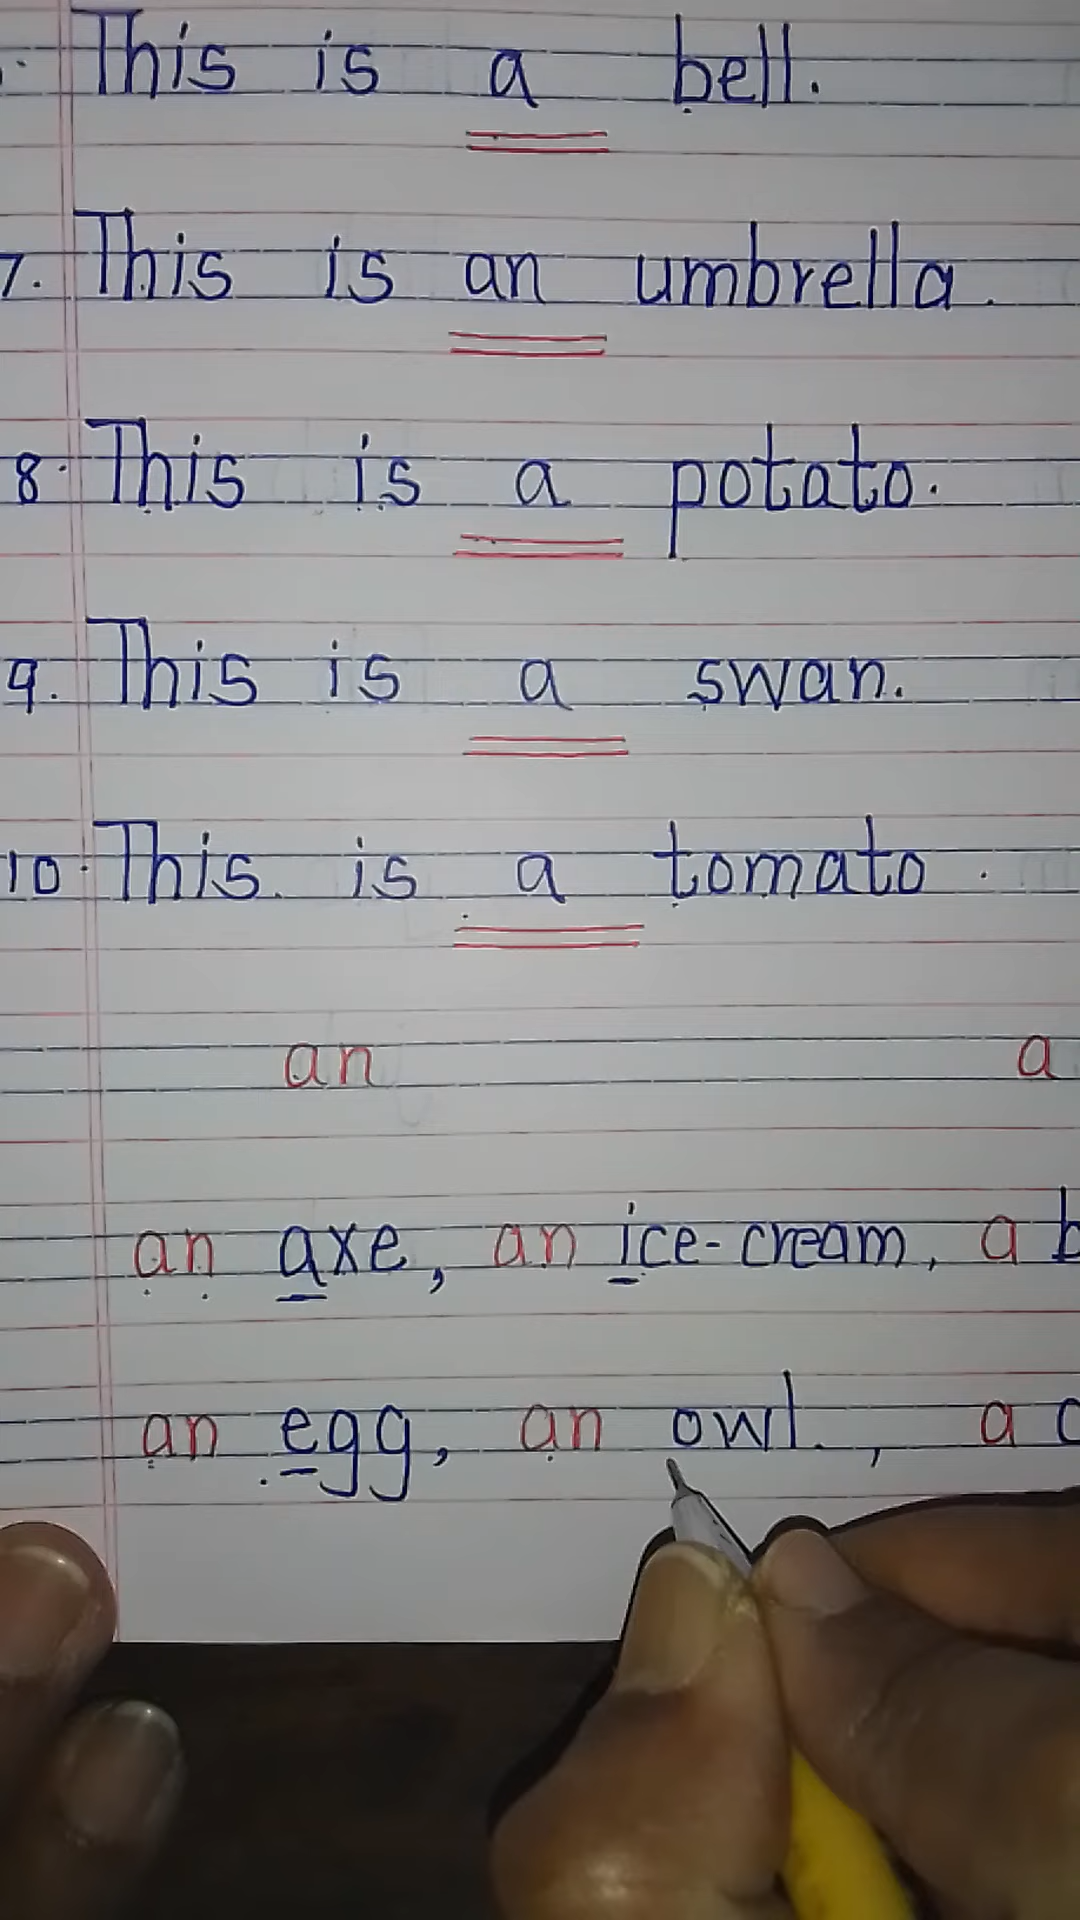 This is a bell.
7. This is an umbrella.
8. This is a potato.
9. This is a swan.
10. This is a tomato.
an a
an axe, an ice-cream, a
an egg, an owl, a